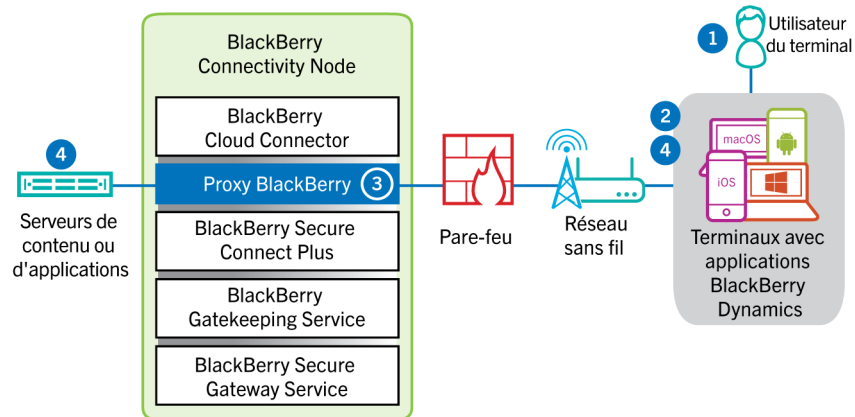 BlackBerry
Connectivity Node
BlackBerry
Cloud Connector
Proxy BlackBerry
3
BlackBerry Secure
Connect Plus
BlackBerry
Gatekeeping Service
BlackBerry Secure
Gateway Service
4
Serveurs de
contenu ou
d'applications
Pare-feu
Réseau
sans fil
1
Utilisateur
du terminal
2
4
macOS
iOS
Terminaux avec
applications
BlackBerry
Dynamics